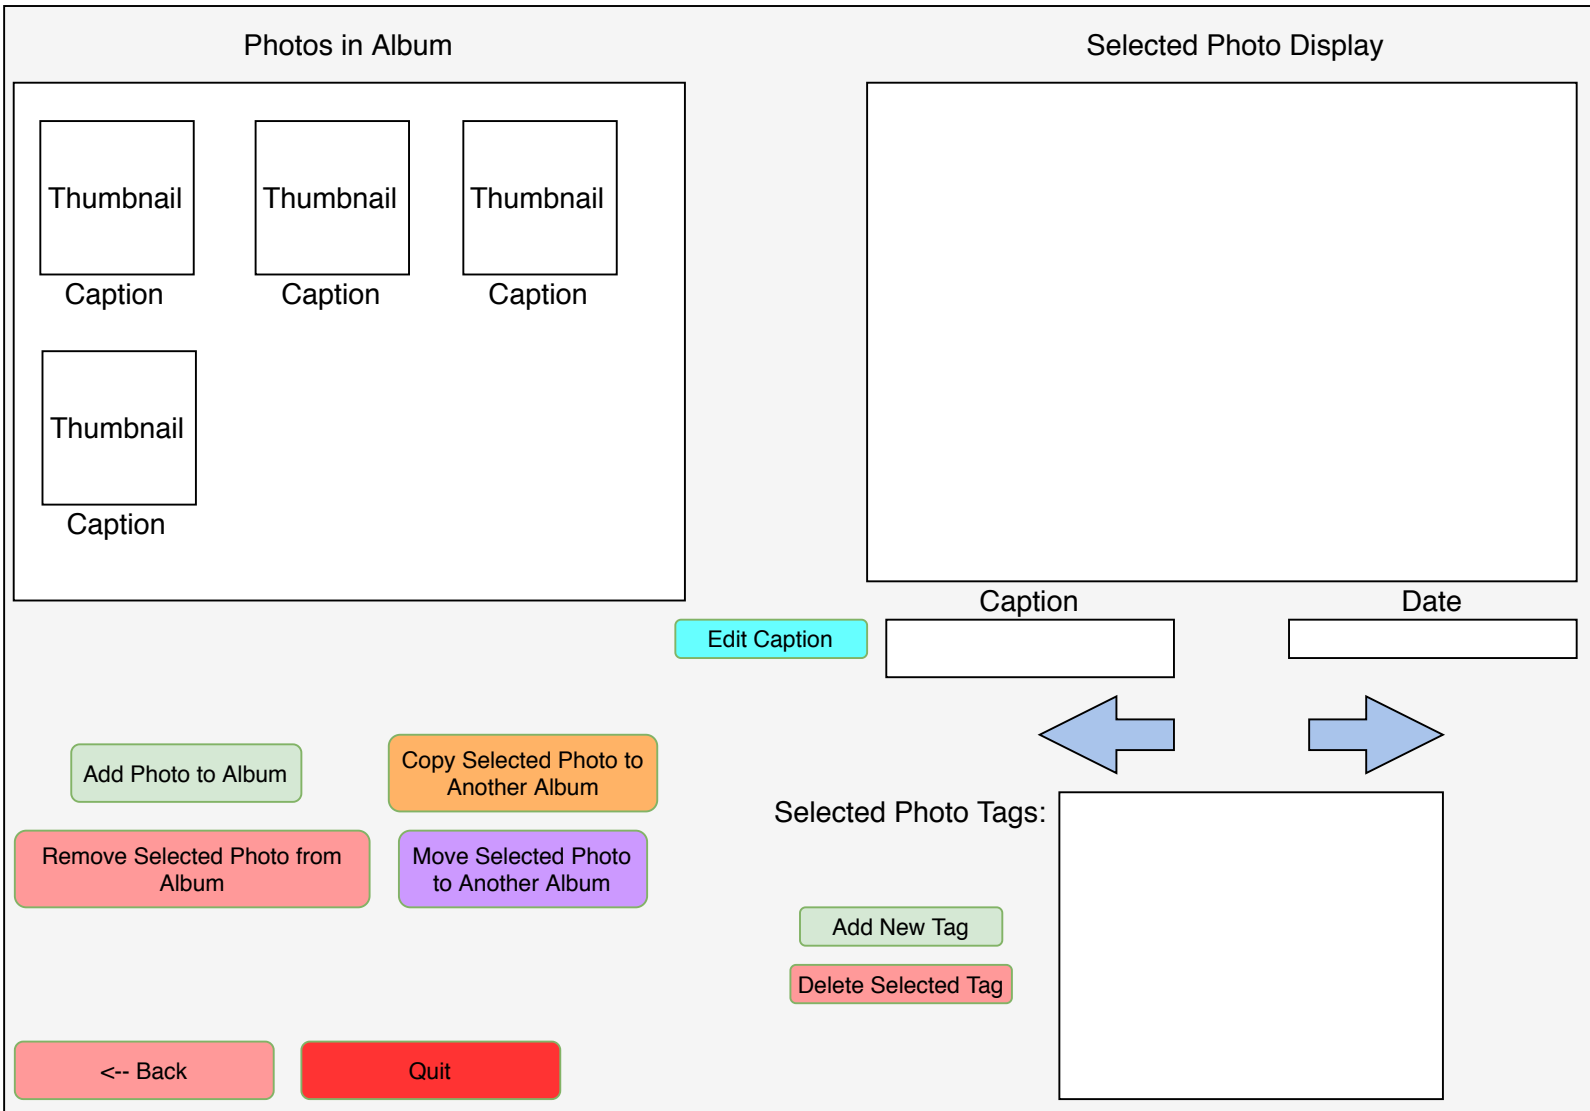 Photos in Album
Selected Photo Display
Thumbnail
Thumbnail
Thumbnail
Caption
Caption
Caption
Thumbnail
Caption
Caption
Date
Edit Caption
Add Photo to Album
Copy Selected Photo to
Another Album
Remove Selected Photo from
Album
Move Selected Photo
to Another Album
Selected Photo Tags:
Add New Tag
Delete Selected Tag
<-- Back
Quit